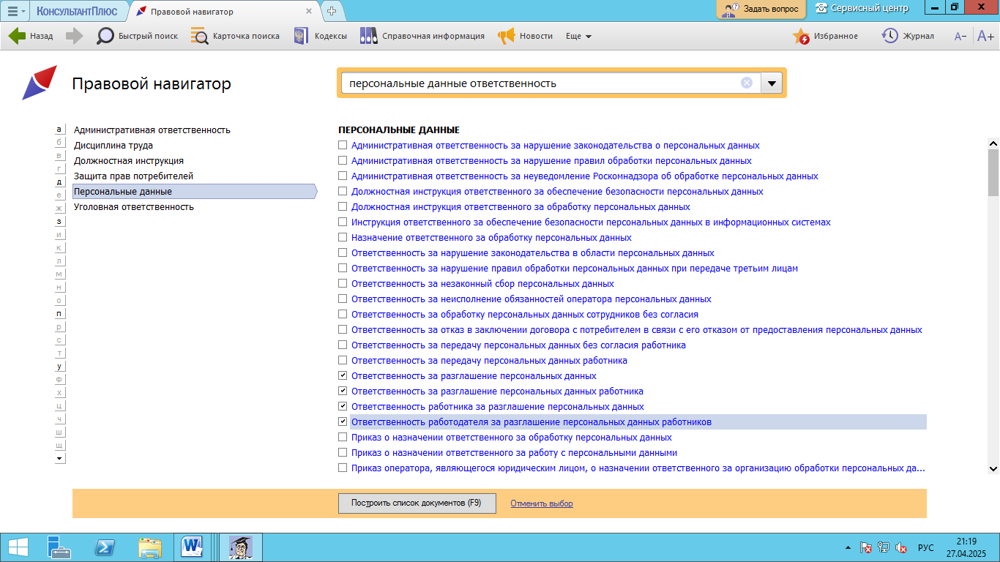 КонсультантПлюс
Правовой навигатор
Задать вопрос
Сервисный центр
Назад
Быстрый поиск
Карточка поиска
Кодексы
Справочная информация
Новости
Еще
Избранное
Журнал
A−
A+
Правовой навигатор
персональные данные ответственность
а
б
в
г
д
е
ж
з
и
к
л
м
н
о
п
р
с
т
у
ф
х
ц
ч
ш
щ
Административная ответственность
Дисциплина труда
Должностная инструкция
Защита прав потребителей
Персональные данные
Уголовная ответственность
ПЕРСОНАЛЬНЫЕ ДАННЫЕ
Административная ответственность за нарушение законодательства о персональных данных
Административная ответственность за нарушение правил обработки персональных данных
Административная ответственность за неуведомление Роскомнадзора об обработке персональных данных
Должностная инструкция ответственного за обеспечение безопасности персональных данных
Должностная инструкция ответственного за обработку персональных данных
Инструкция ответственного за обеспечение безопасности персональных данных в информационных системах
Назначение ответственного за обработку персональных данных
Ответственность за нарушение законодательства в области персональных данных
Ответственность за нарушение правил обработки персональных данных при передаче третьим лицам
Ответственность за незаконный сбор персональных данных
Ответственность за неисполнение обязанностей оператора персональных данных
Ответственность за обработку персональных данных сотрудников без согласия
Ответственность за отказ в заключении договора с потребителем в связи с его отказом от предоставления персональных данных
Ответственность за передачу персональных данных без согласия работника
Ответственность за передачу персональных данных работника
Ответственность за разглашение персональных данных
Ответственность за разглашение персональных данных работника
Ответственность работника за разглашение персональных данных
Ответственность работодателя за разглашение персональных данных работников
Приказ о назначении ответственного за обработку персональных данных
Приказ о назначении ответственного за работу с персональными данными
Приказ оператора, являющегося юридическим лицом, о назначении ответственного за организацию обработки персональных да...
Построить список документов (F9)
Отменить выбор
РУС
21:19
27.04.2025